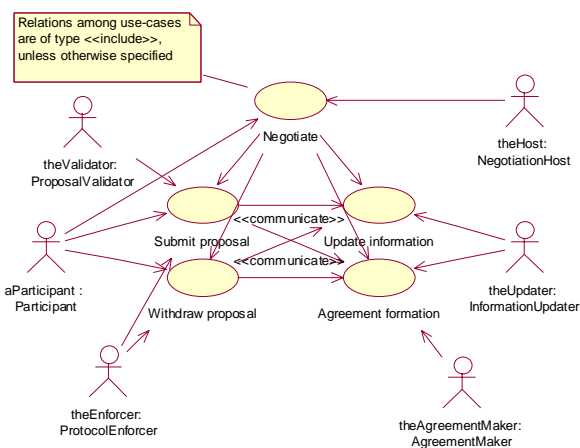 Relations among use-cases
are of type <<include>>,
unless otherwise specified
Negotiate
theHost:
NegotiationHost
theValidator:
ProposalValidator
<<communicate>>
Submit proposal
Update information
aParticipant :
Participant
<<communicate>>
theUpdater:
InformationUpdater
Withdraw proposal
Agreement formation
theEnforcer:
ProtocolEnforcer
theAgreementMaker:
AgreementMaker